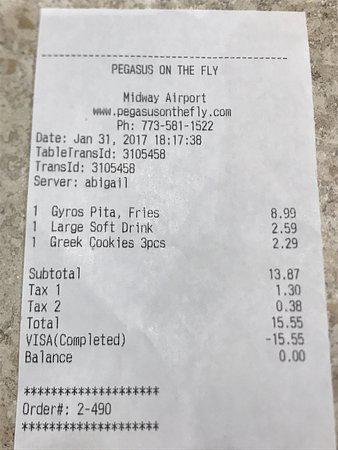 PEGASUS ON THE FLY
Midway Airport
www.pegasusonthefly.com
Ph: 773-581-1522
Date: Jan 31, 2017 18:17:38
TableTransId: 3105458
TransId: 3105458
Server: abigail
1 Gyros Pita, Fries 8.99
1 Large Soft Drink 2.59
1 Greek Cookies 3pcs 2.29
Subtotal 13.87
Tax 1 1.30
Tax 2 0.38
Total 15.55
VISA(Completed) -15.55
Balance 0.00
********************
Order#: 2-490
********************